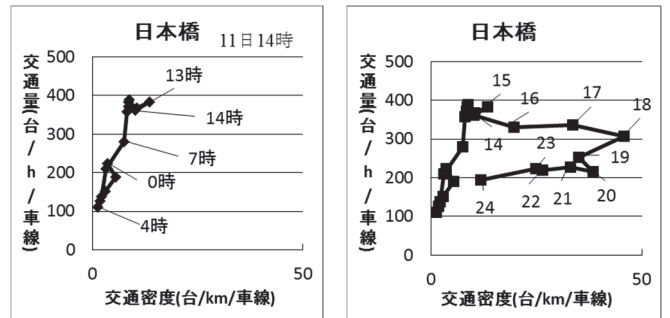 日本橋
11日14時
交通量(台/h/車線)
500
400
300
200
100
0
13時
14時
7時
0時
4時
0
50
交通密度(台/km/車線)
日本橋
交通量(台/h/車線)
500
400
300
200
100
0
15
16
17
18
14
23
19
24
22
21
20
0
50
交通密度(台/km/車線)